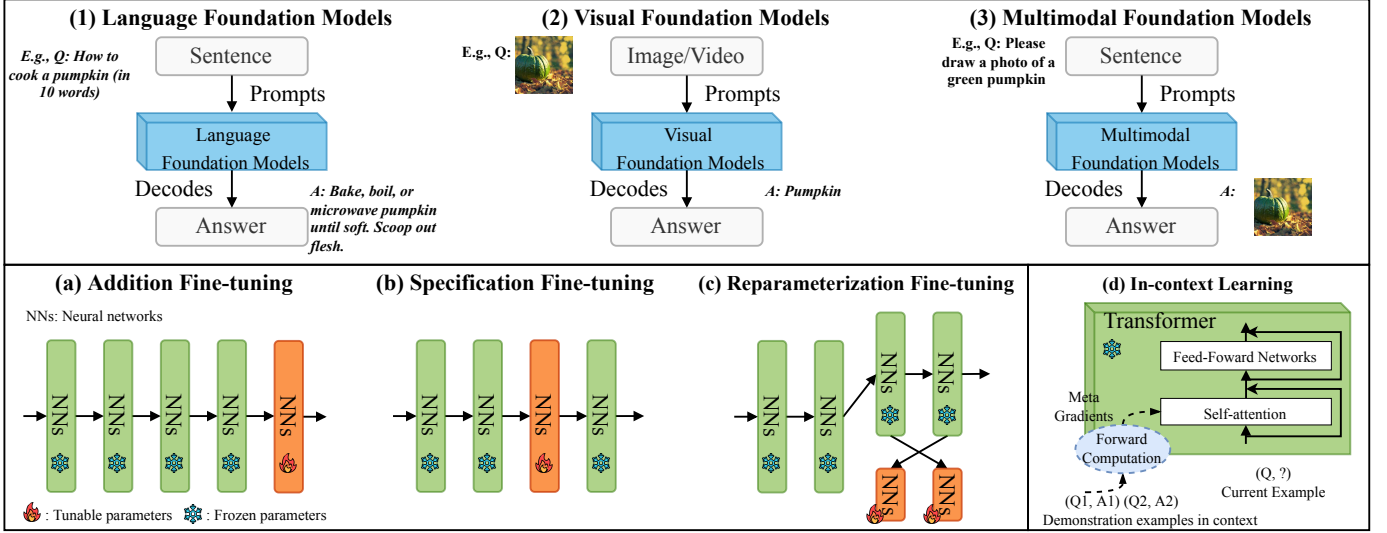 (1) Language Foundation Models
E.g., Q: How to
cook a pumpkin (in
10 words)
Sentence
Prompts
Language
Foundation Models
Decodes
Answer
A: Bake, boil, or
microwave pumpkin
until soft. Scoop out
flesh.
(2) Visual Foundation Models
E.g., Q:
Image/Video
Prompts
Visual
Foundation Models
Decodes
A: Pumpkin
Answer
(3) Multimodal Foundation Models
E.g., Q: Please
draw a photo of a
green pumpkin
Sentence
Prompts
Multimodal
Foundation Models
Decodes
A:
Answer
(a) Addition Fine-tuning
NNs: Neural networks
NNs
NNs
NNs
NNs
NNs
: Tunable parameters
: Frozen parameters
(b) Specification Fine-tuning
NNs
NNs
NNs
NNs
(c) Reparameterization Fine-tuning
NNs
NNs
NNs
NNs
NNs
NNs
(d) In-context Learning
Transformer
Feed-Foward Networks
Meta
Gradients
Self-attention
Forward
Computation
(Q, ?)
Current Example
(Q1, A1) (Q2, A2)
Demonstration examples in context